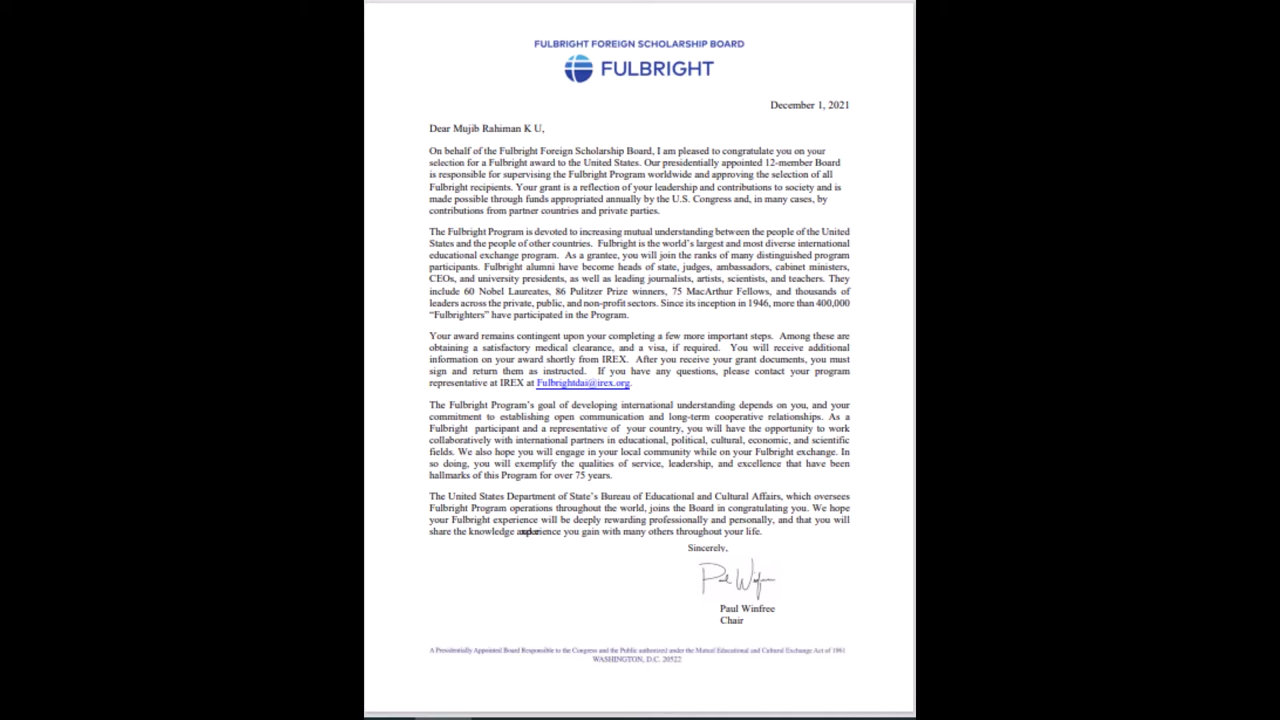 FULBRIGHT FOREIGN SCHOLARSHIP BOARD
FULBRIGHT
December 1, 2021
Dear Mujib Rahiman K U,
On behalf of the Fulbright Foreign Scholarship Board, I am pleased to congratulate you on your
selection for a Fulbright award to the United States. Our presidentially appointed 12-member Board
is responsible for supervising the Fulbright Program worldwide and approving the selection of all
Fulbright recipients. Your grant is a reflection of your leadership and contributions to society and is
made possible through funds appropriated annually by the U.S. Congress and, in many cases, by
contributions from partner countries and private parties.
The Fulbright Program is devoted to increasing mutual understanding between the people of the United
States and the people of other countries. Fulbright is the world's largest and most diverse international
educational exchange program. As a grantee, you will join the ranks of many distinguished program
participants. Fulbright alumni have become heads of state, judges, ambassadors, cabinet ministers,
CEOs, and university presidents, as well as leading journalists, artists, scientists, and teachers. They
include 60 Nobel Laureates, 86 Pulitzer Prize winners, 75 MacArthur Fellows, and thousands of
leaders across the private, public, and non-profit sectors. Since its inception in 1946, more than 400,000
"Fulbrighters" have participated in the Program.
Your award remains contingent upon your completing a few more important steps. Among these are
obtaining a satisfactory medical clearance, and a visa, if required. You will receive additional
information on your award shortly from IREX. After you receive your grant documents, you must
sign and return them as instructed. If you have any questions, please contact your program
representative at IREX at Fulbrightdai@irex.org.
The Fulbright Program's goal of developing international understanding depends on you, and your
commitment to establishing open communication and long-term cooperative relationships. As a
Fulbright participant and a representative of your country, you will have the opportunity to work
collaboratively with international partners in educational, political, cultural, economic, and scientific
fields. We also hope you will engage in your local community while on your Fulbright exchange. In
so doing, you will exemplify the qualities of service, leadership, and excellence that have been
hallmarks of this Program for over 75 years.
The United States Department of State's Bureau of Educational and Cultural Affairs, which oversees
Fulbright Program operations throughout the world, joins the Board in congratulating you. We hope
your Fulbright experience will be deeply rewarding professionally and personally, and that you will
share the knowledge you gain with many others throughout your life.
Sincerely,
Paul Winfree
Chair
A Presidentially Appointed Board Responsible to the Congress and the Public authorized under the Mutual Educational and Cultural Exchange Act of 1961
WASHINGTON, D.C. 20522